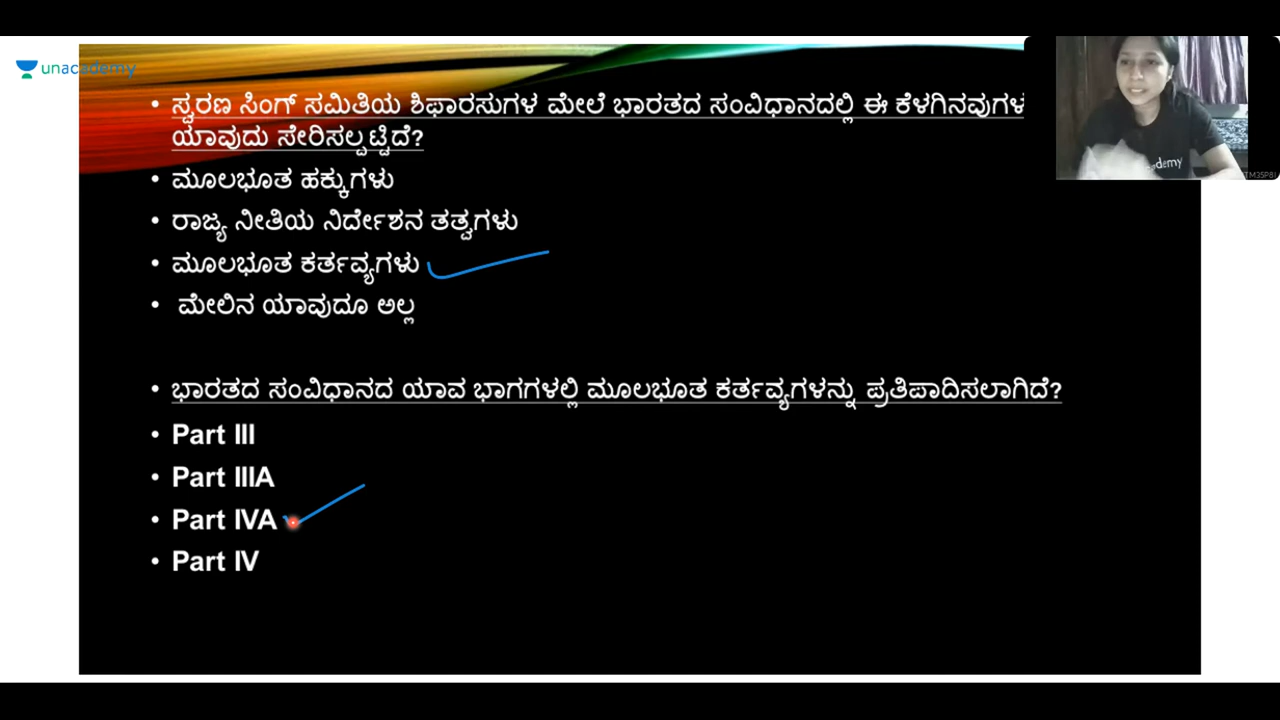 unacademy
• ಸ್ವರಣ ಸಿಂಗ್ ಸಮಿತಿಯ ಶಿಫಾರಸುಗಳ ಮೇಲೆ ಭಾರತದ ಸಂವಿಧಾನದಲ್ಲಿ ಈ ಕೆಳಗಿನವುಗಳ
ಯಾವುದು ಸೇರಿಸಲ್ಪಟ್ಟಿದೆ?
• ಮೂಲಭೂತ ಹಕ್ಕುಗಳು
• ರಾಜ್ಯ ನೀತಿಯ ನಿರ್ದೇಶನ ತತ್ವಗಳು
• ಮೂಲಭೂತ ಕರ್ತವ್ಯಗಳು
• ಮೇಲಿನ ಯಾವುದೂ ಅಲ್ಲ
• ಭಾರತದ ಸಂವಿಧಾನದ ಯಾವ ಭಾಗಗಳಲ್ಲಿ ಮೂಲಭೂತ ಕರ್ತವ್ಯಗಳನ್ನು ಪ್ರತಿಪಾದಿಸಲಾಗಿದೆ?
• Part III
• Part IIIA
• Part IVA
• Part IV